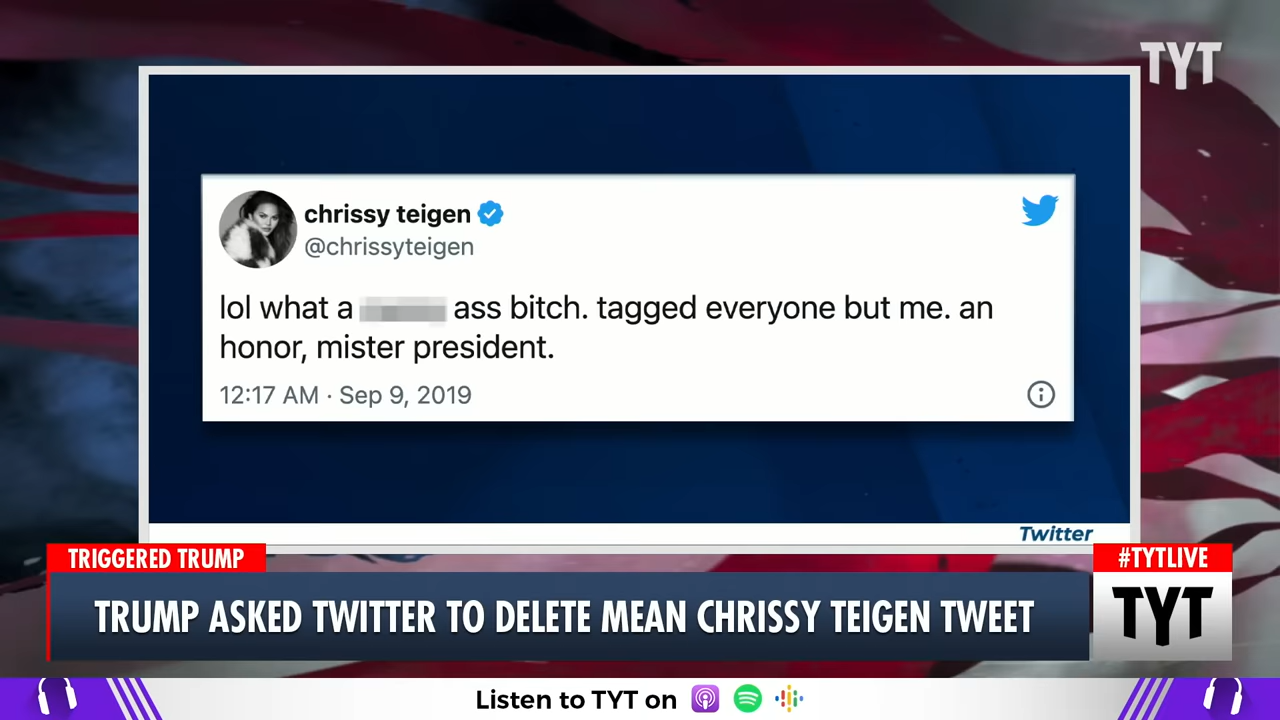 TYT
chrissy teigen
@chrissyteigen
lol what a ass bitch. tagged everyone but me. an
honor, mister president.
12:17 AM · Sep 9, 2019
Twitter
TRIGGERED TRUMP
#TYTLIVE
TRUMP ASKED TWITTER TO DELETE MEAN CHRISSY TEIGEN TWEET
TYT
Listen to TYT on